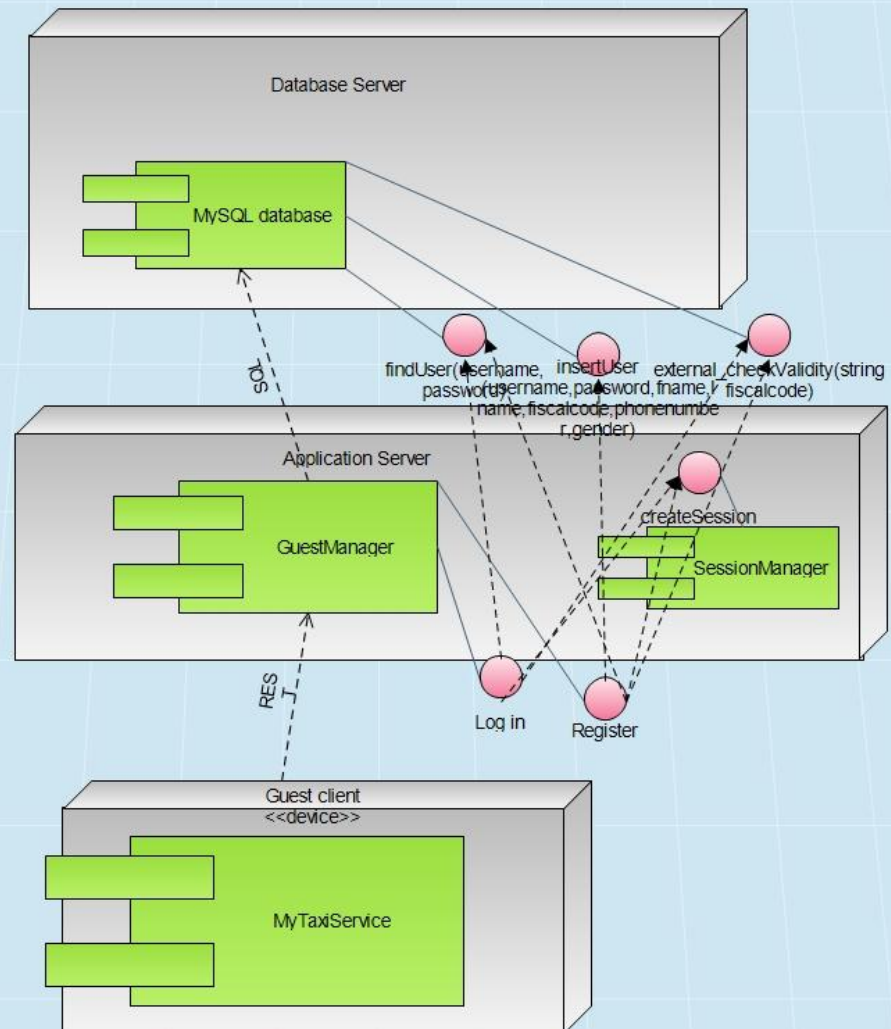 Database Server
MySQL database
findUser(username,
password)
insertUser
(username,password,fname,l
name,fiscalcode,phonenumbe
r,gender)
external_checkValidity(string
fiscalcode)
Application Server
GuestManager
createSession
SessionManager
RES
T
Log in
Register
Guest client
<<device>>
MyTaxiService